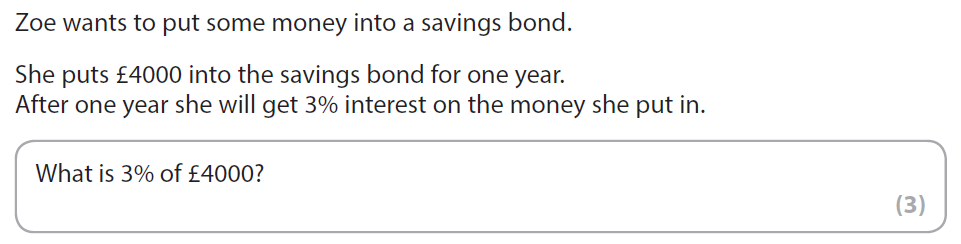 Zoe wants to put some money into a savings bond.
She puts £4000 into the savings bond for one year.
After one year she will get 3% interest on the money she put in.
What is 3% of £4000?
(3)